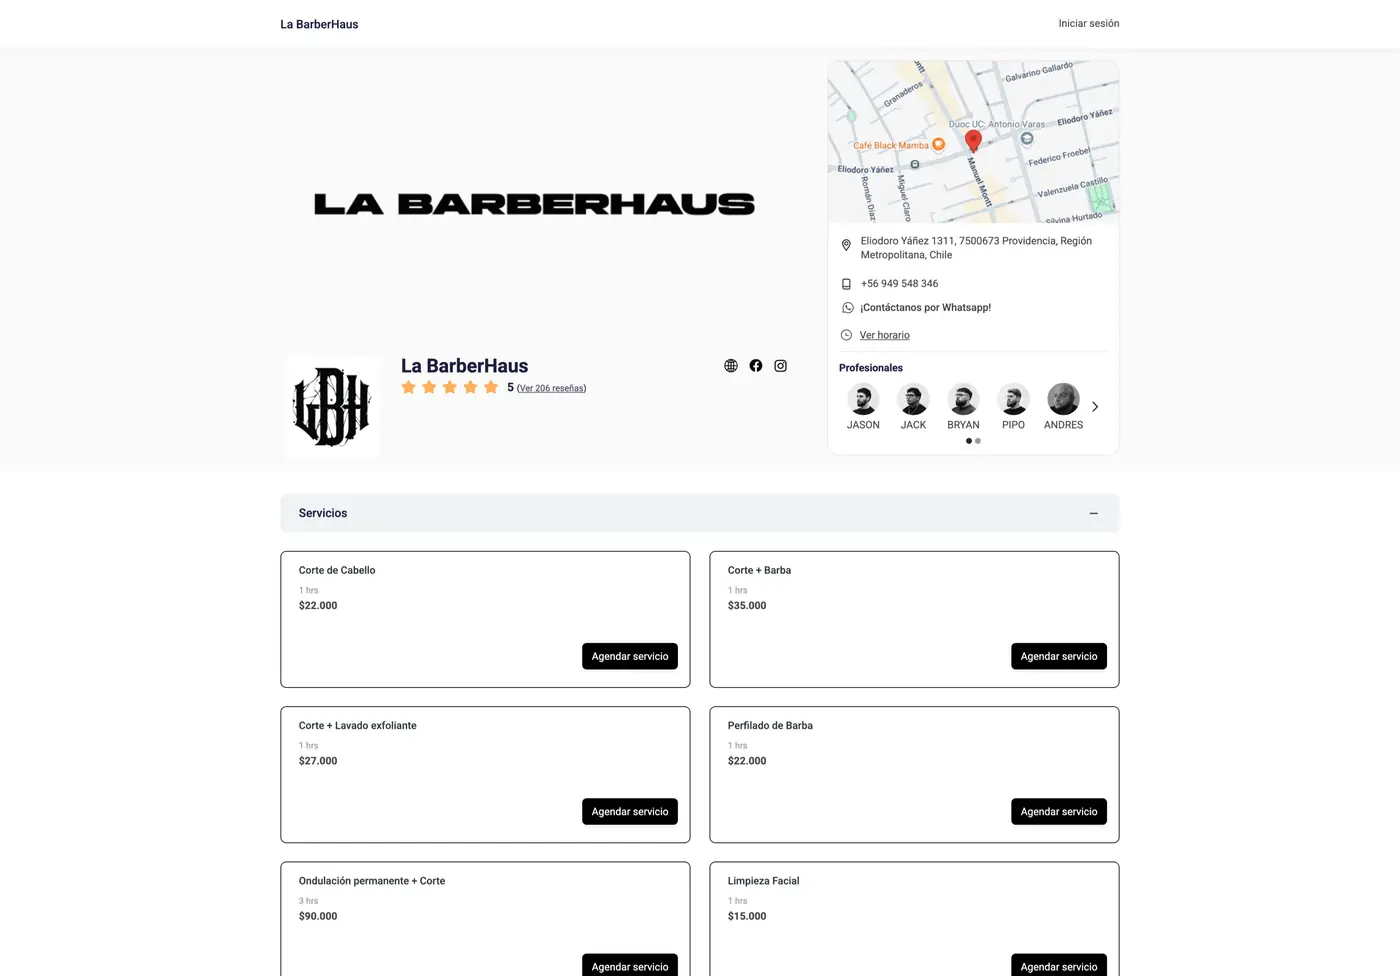 La BarberHaus
Iniciar sesión
LA BARBERHAUS
LBH
La BarberHaus
5 (Ver 206 reseñas)
Montt
Granaderos
Galvarino Gallardo
Duoc UC: Antonio Varas
Eliodoro Yáñez
Café Black Mamba
Federico Froebel
Eliodoro Yáñez
Manuel Montt
Román Díaz
Miguel Claro
Valenzuela Castillo
Silvina Hurtado
Eliodoro Yáñez 1311, 7500673 Providencia, Región
Metropolitana, Chile
+56 949 548 346
¡Contáctanos por Whatsapp!
Ver horario
Profesionales
JASON JACK BRYAN PIPO ANDRES
Servicios
Corte de Cabello
1 hrs
$22.000
Agendar servicio
Corte + Barba
1 hrs
$35.000
Agendar servicio
Corte + Lavado exfoliante
1 hrs
$27.000
Agendar servicio
Perfilado de Barba
1 hrs
$22.000
Agendar servicio
Ondulación permanente + Corte
3 hrs
$90.000
Agendar servicio
Limpieza Facial
1 hrs
$15.000
Agendar servicio